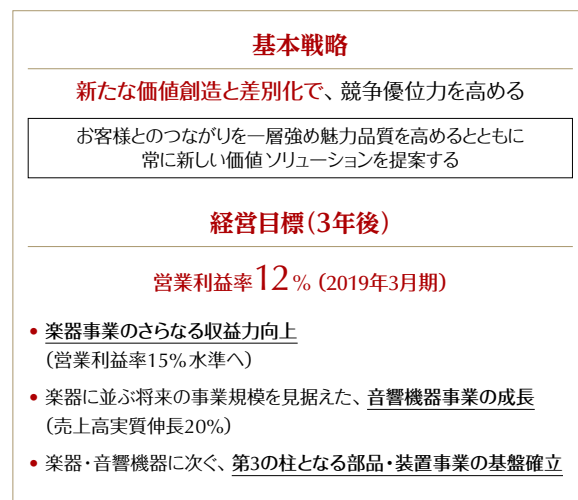 基本戦略
新たな価値創造と差別化で、競争優位力を高める
お客様とのつながりを一層強め魅力品質を高めるとともに
常に新しい価値ソリューションを提案する
経営目標（3年後）
営業利益率12％（2019年3月期）
• 楽器事業のさらなる収益力向上
（営業利益率15％水準へ）
• 楽器に並ぶ将来の事業規模を見据えた、音響機器事業の成長
（売上高実質伸長20％）
• 楽器・音響機器に次ぐ、第3の柱となる部品・装置事業の基盤確立